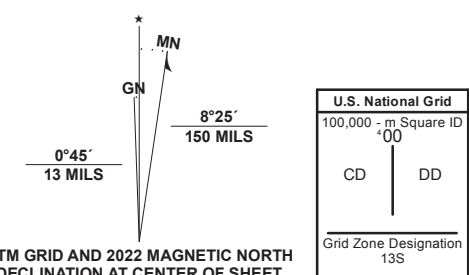 ★
MN
GN
8°25´
150 MILS
0°45´
13 MILS
TM GRID AND 2022 MAGNETIC NORTH
DECLINATION AT CENTER OF SHEET
U.S. National Grid
100,000 - m Square ID
⁴00
CD DD
Grid Zone Designation
13S